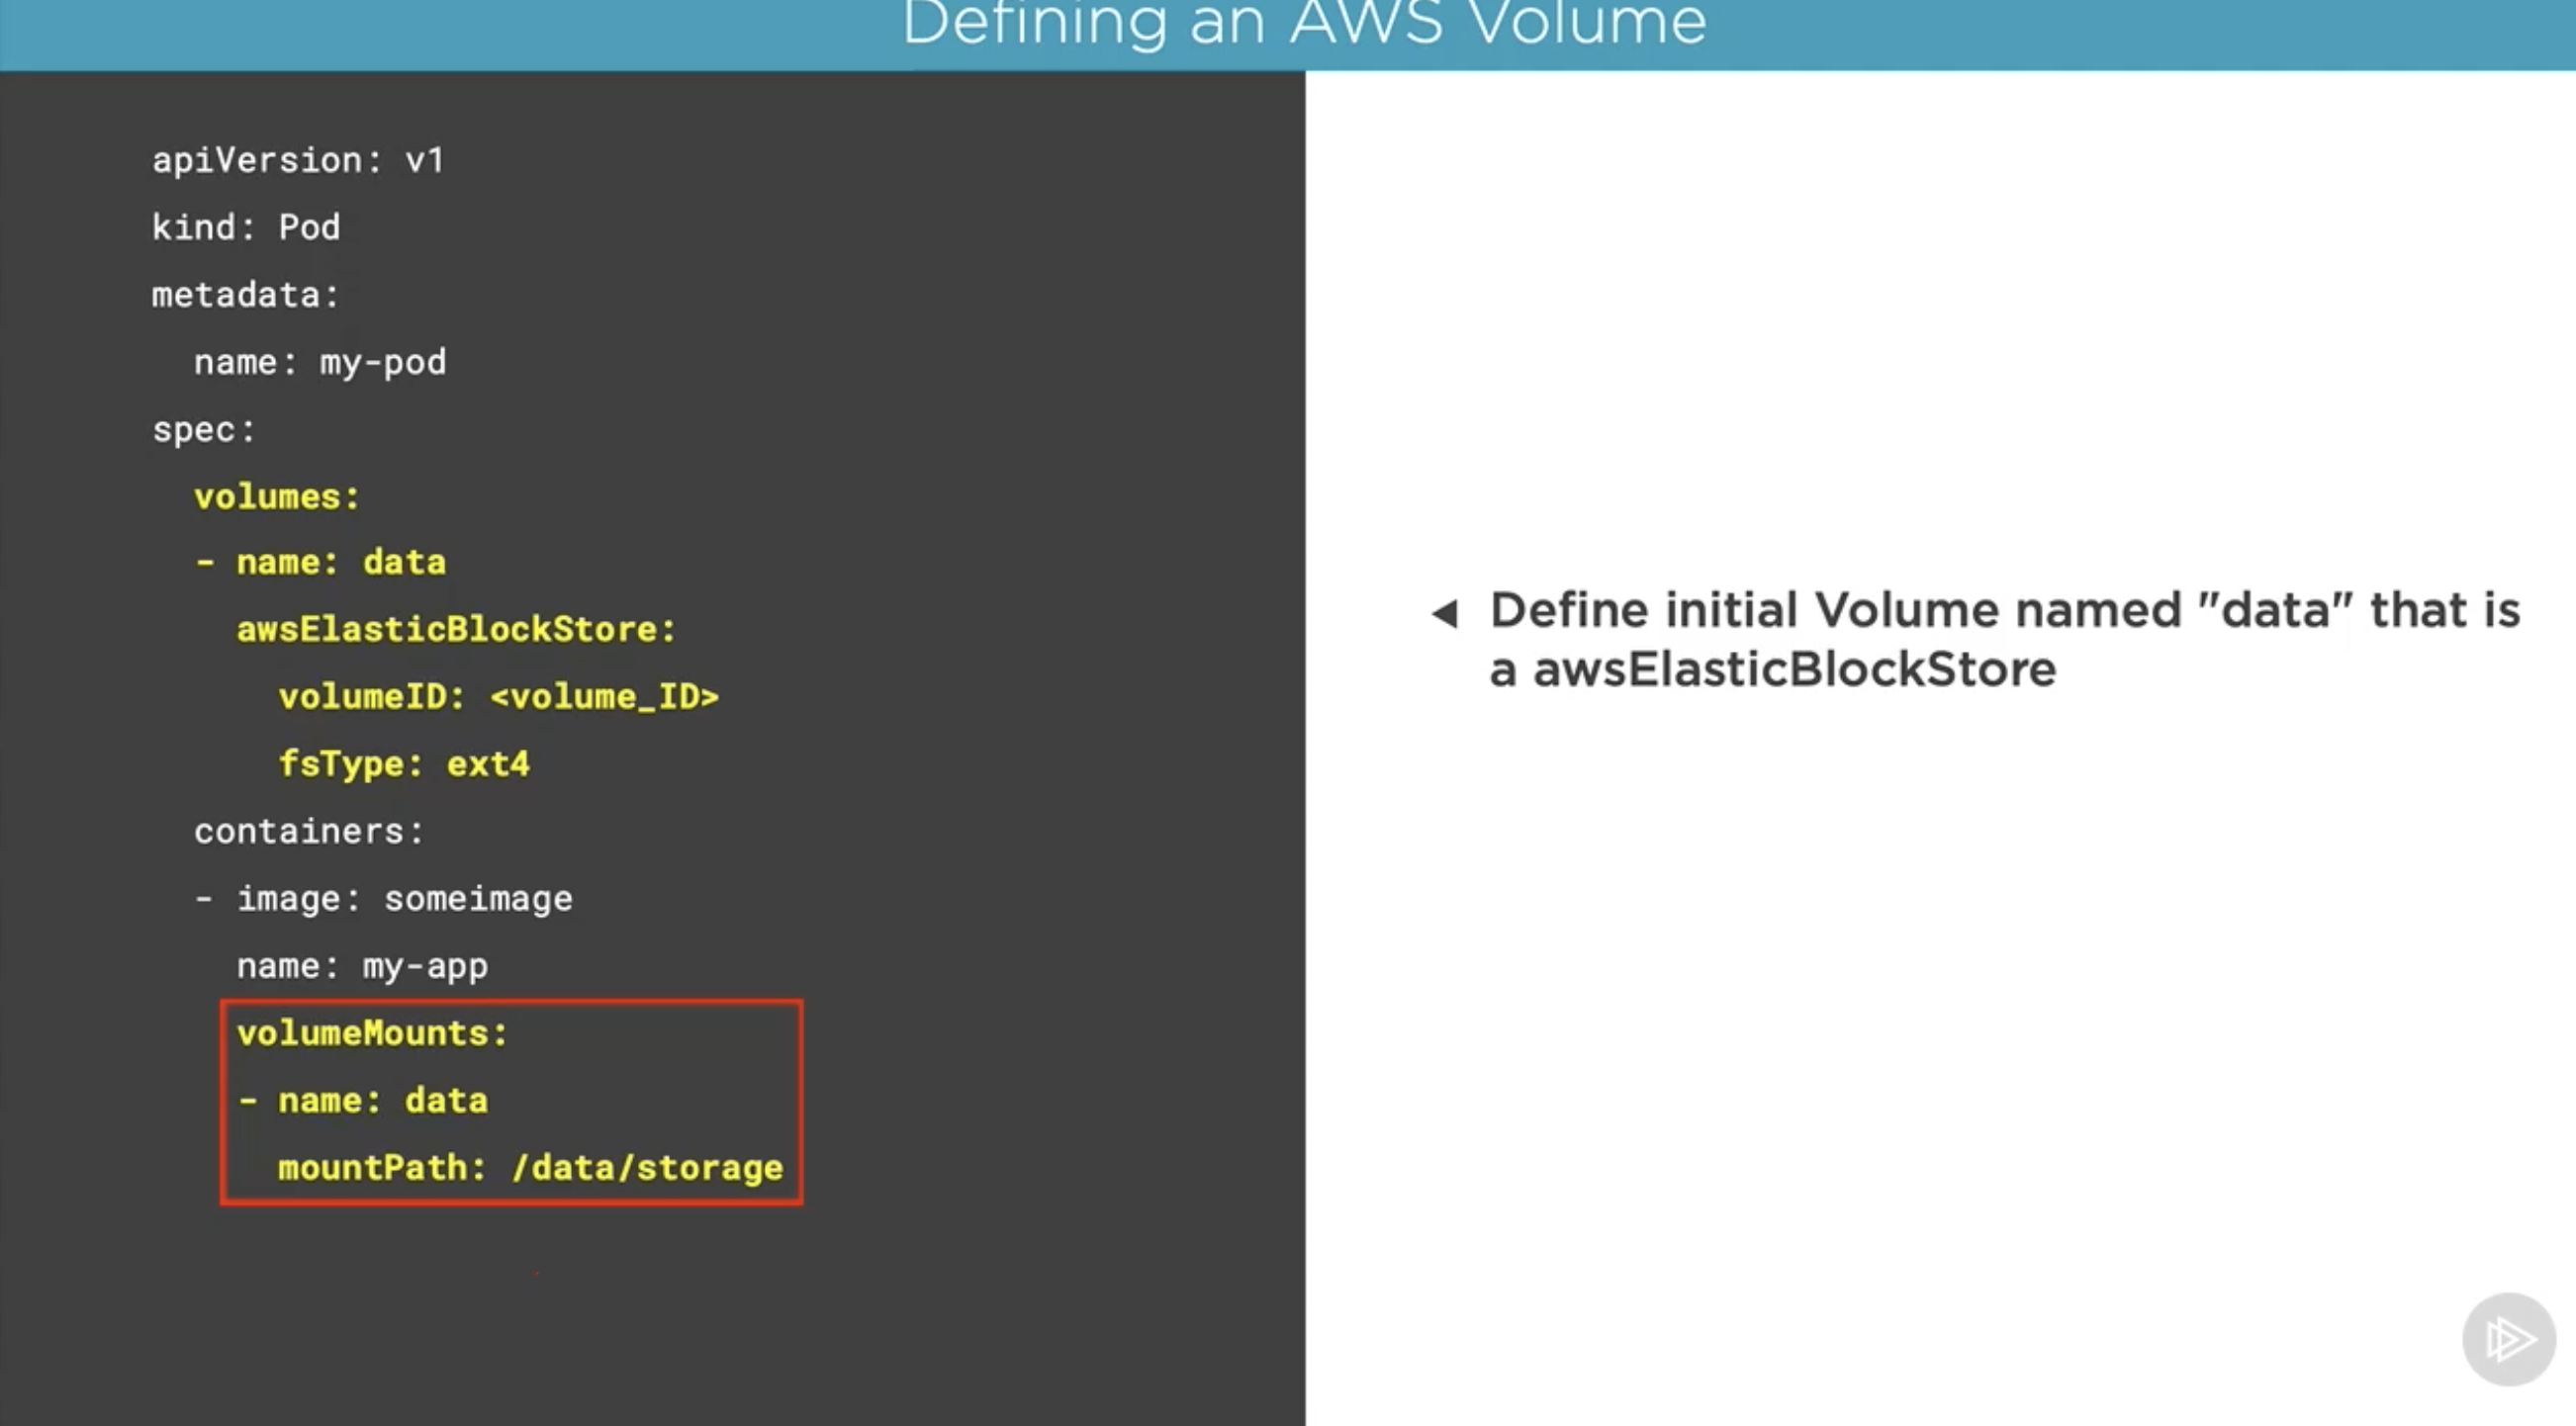 Defining an AWS Volume
apiVersion: v1
kind: Pod
metadata:
  name: my-pod
spec:
  volumes:
  - name: data
    awsElasticBlockStore:
      volumeID: <volume_ID>
      fsType: ext4
  containers:
  - image: someimage
    name: my-app
    volumeMounts:
    - name: data
      mountPath: /data/storage
Define initial Volume named "data" that is
a awsElasticBlockStore